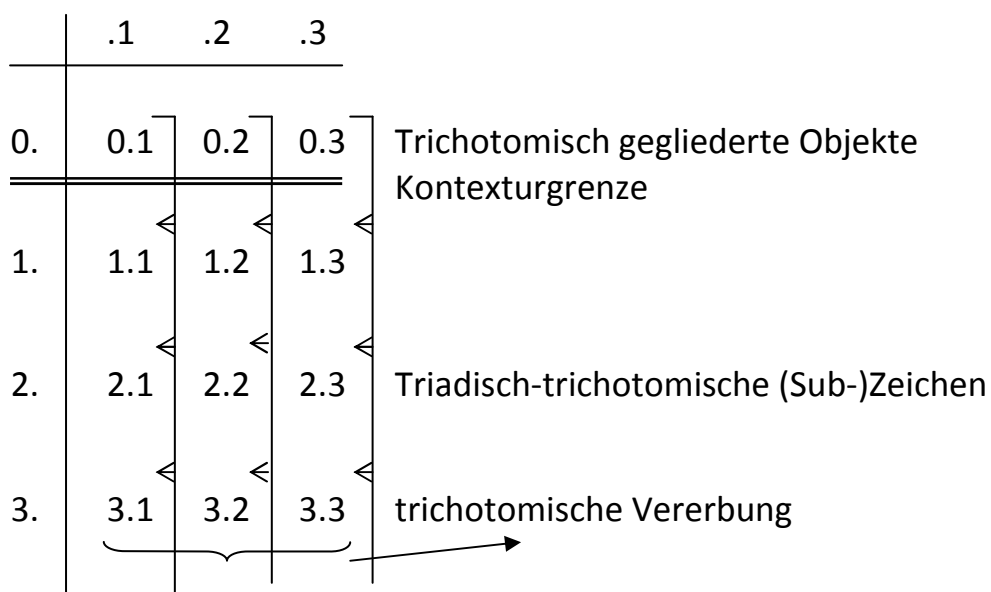 .1 .2 .3
0. 0.1 0.2 0.3 Trichotomisch gegliederte Objekte
Kontexturgrenze
1. 1.1 1.2 1.3
2. 2.1 2.2 2.3 Triadisch-trichotomische (Sub-)Zeichen
3. 3.1 3.2 3.3 trichotomische Vererbung